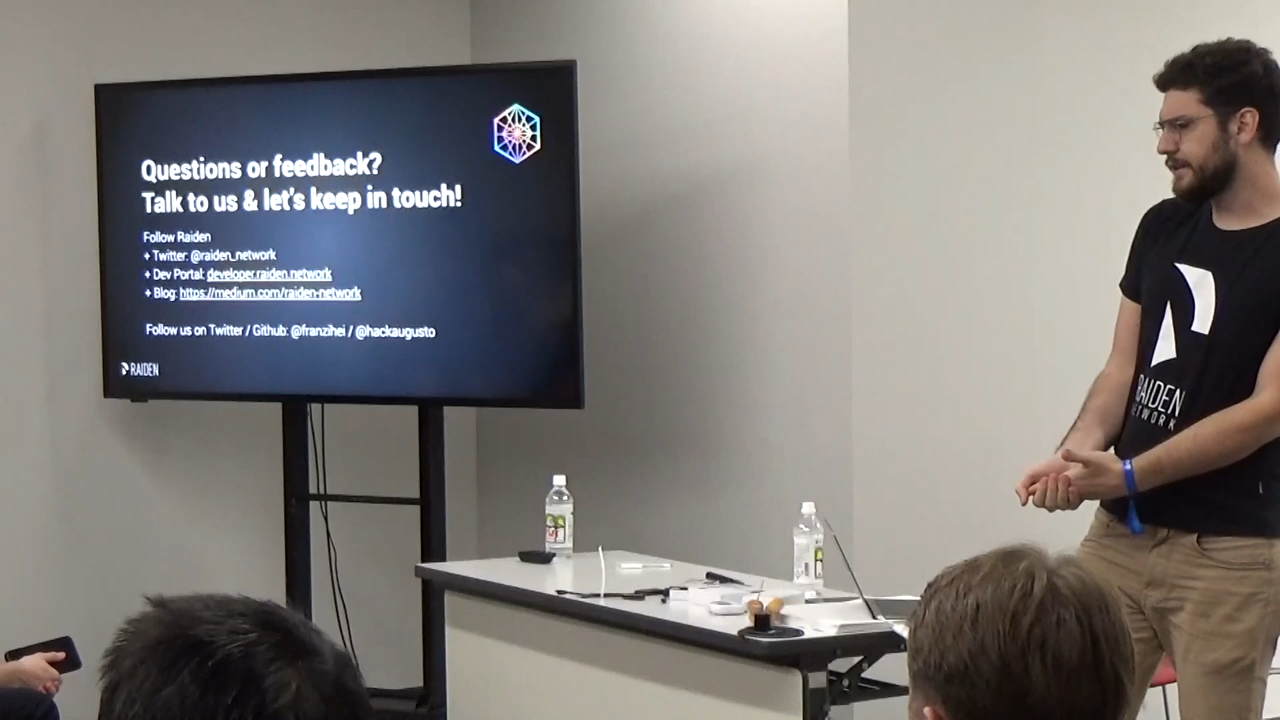 Questions or feedback?
Talk to us & let's keep in touch!
Follow Raiden
+ Twitter: @raiden_network
+ Dev Portal: developer.raiden.network
+ Blog: https://medium.com/raiden-network
Follow us on Twitter / Github: @franzihei / @hackaugusto
RAIDEN
RAIDEN
NETWORK